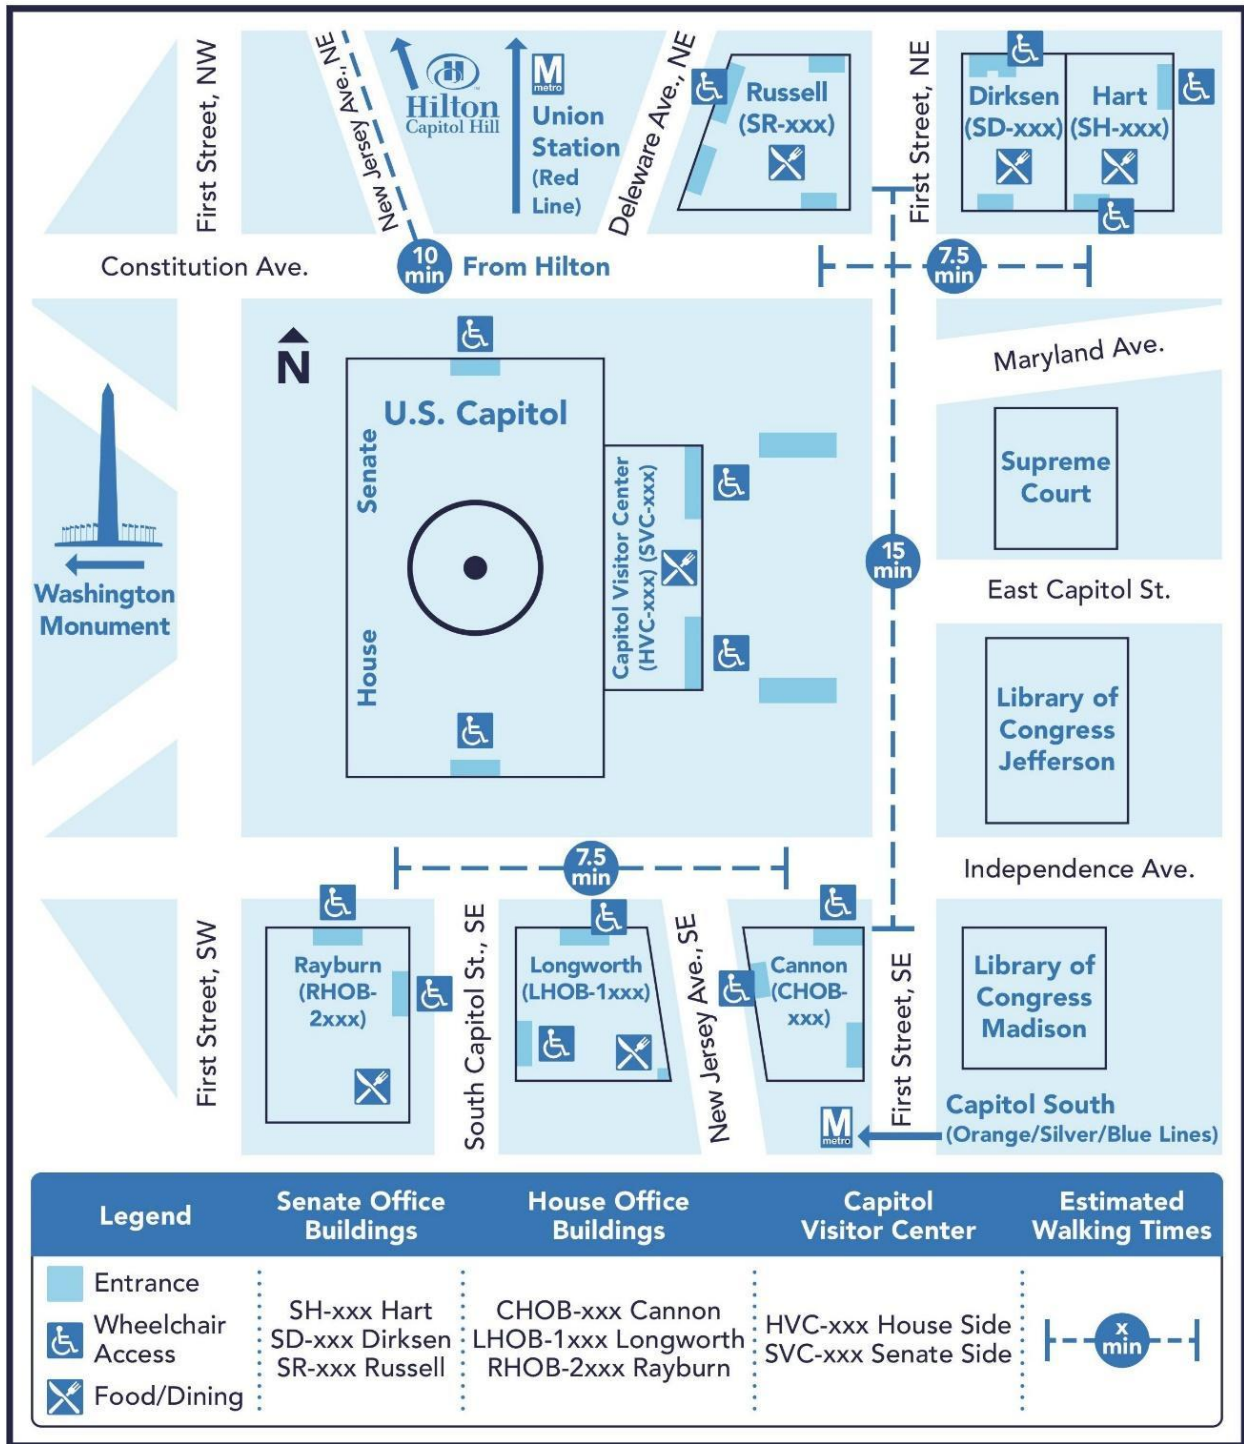 First Street, NW
New Jersey Ave., NE
Hilton
Capitol Hill
M
metro
Union
Station
(Red
Line)
Deleware Ave., NE
Russell
(SR-xxx)
First Street, NE
Dirksen
(SD-xxx)
Hart
(SH-xxx)
Constitution Ave.
10
min
From Hilton
7.5
min
N
U.S. Capitol
Senate
House
Capitol Visitor Center
(HVC-xxx) (SVC-xxx)
Washington
Monument
15
min
Maryland Ave.
Supreme
Court
East Capitol St.
Library of
Congress
Jefferson
7.5
min
Independence Ave.
First Street, SW
Rayburn
(RHOB-
2xxx)
South Capitol St., SE
Longworth
(LHOB-1xxx)
New Jersey Ave., SE
Cannon
(CHOB-
xxx)
First Street, SE
Library of
Congress
Madison
M
metro
Capitol South
(Orange/Silver/Blue Lines)
Legend
Entrance
Wheelchair
Access
Food/Dining
Senate Office
Buildings
SH-xxx Hart
SD-xxx Dirksen
SR-xxx Russell
House Office
Buildings
CHOB-xxx Cannon
LHOB-1xxx Longworth
RHOB-2xxx Rayburn
Capitol
Visitor Center
HVC-xxx House Side
SVC-xxx Senate Side
Estimated
Walking Times
x
min